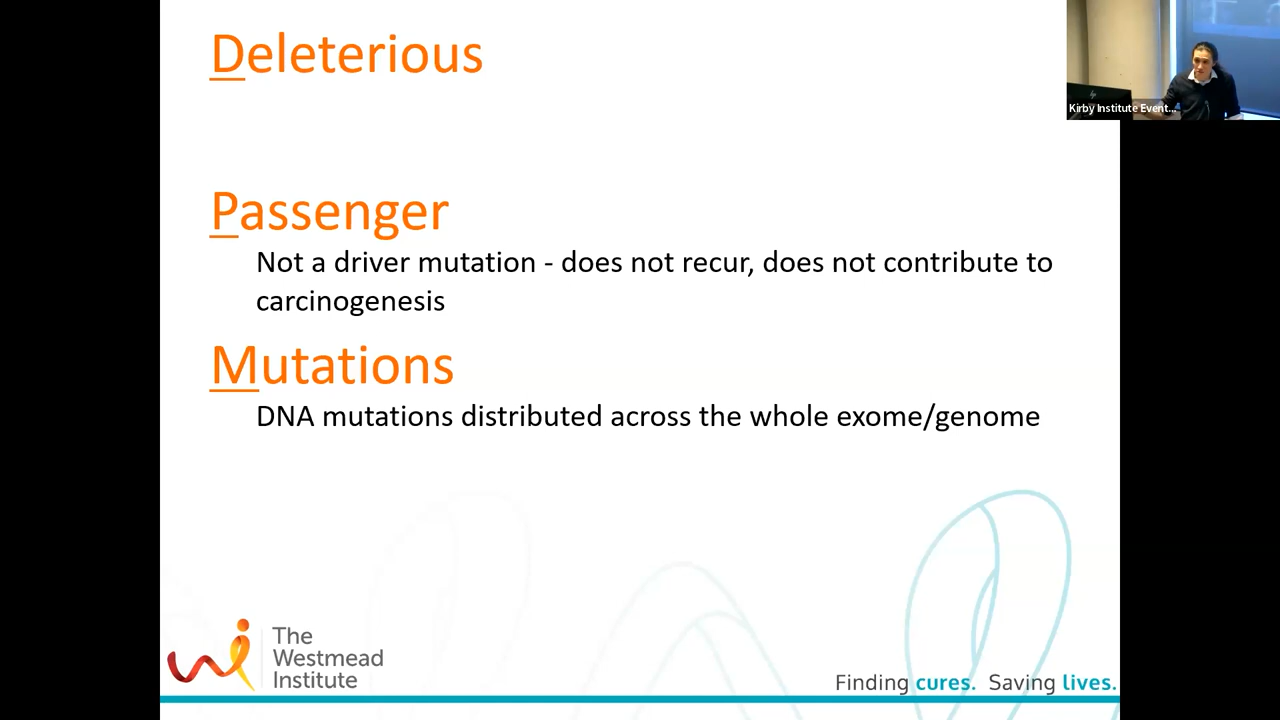 Deleterious
Kirby Institute Event...
Passenger
Not a driver mutation - does not recur, does not contribute to
carcinogenesis
Mutations
DNA mutations distributed across the whole exome/genome
The
Westmead
Institute
Finding cures. Saving lives.